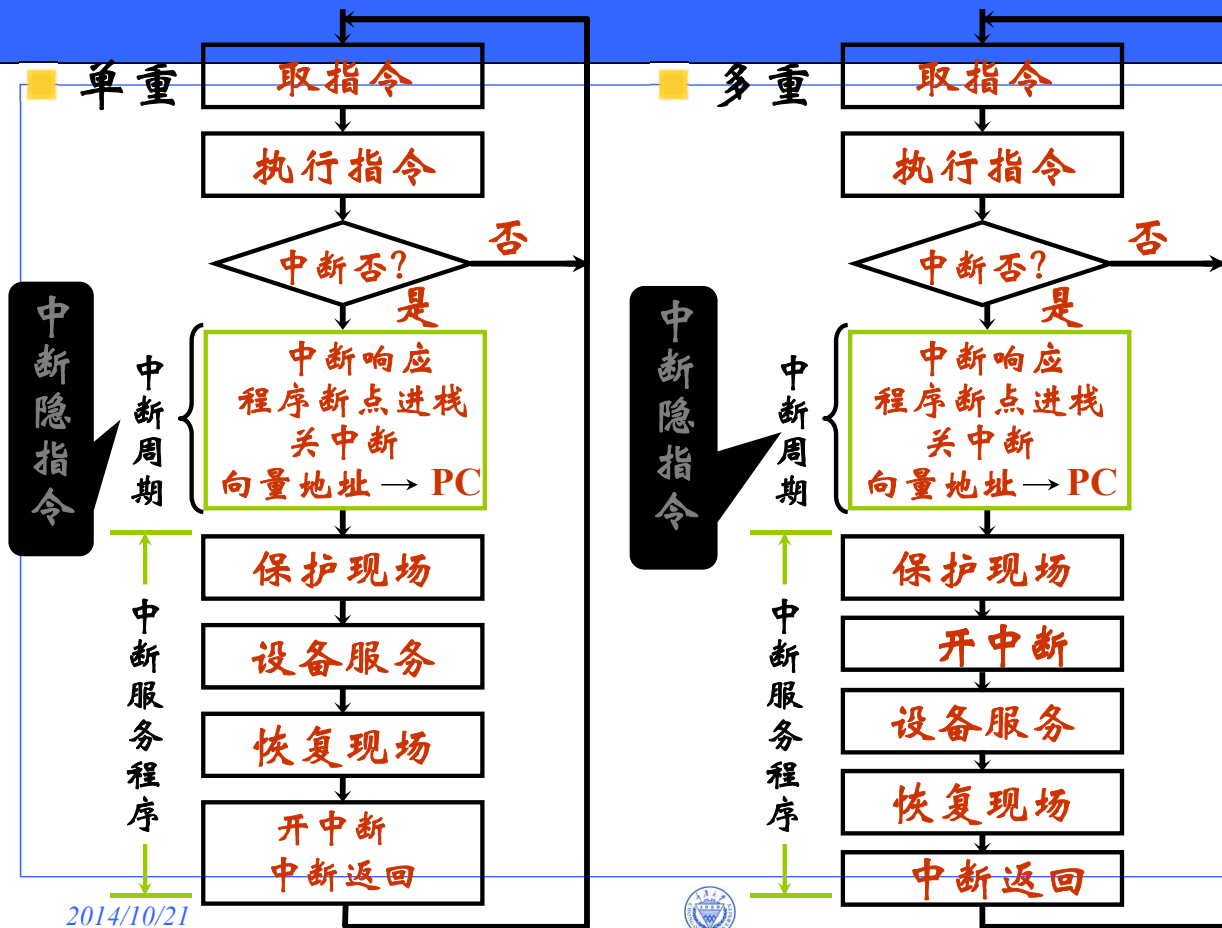 单重
取指令
执行指令
中断否?
否
是
中断隐指令
中断周期
中断响应
程序断点进栈
关中断
向量地址 → PC
中断服务程序
保护现场
设备服务
恢复现场
开中断
中断返回
2014/10/21
多重
取指令
执行指令
中断否?
否
是
中断隐指令
中断周期
中断响应
程序断点进栈
关中断
向量地址 → PC
中断服务程序
保护现场
开中断
设备服务
恢复现场
中断返回